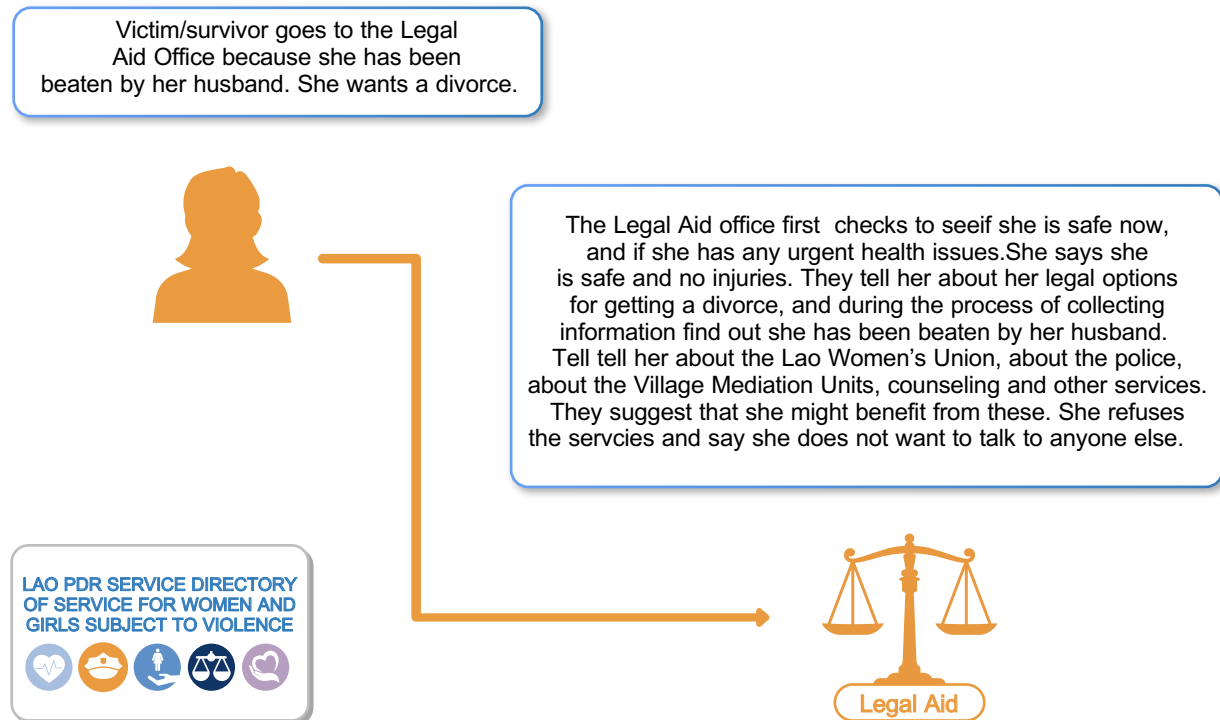 Victim/survivor goes to the Legal
Aid Office because she has been
beaten by her husband. She wants a divorce.
The Legal Aid office first  checks to seeif she is safe now,
and if she has any urgent health issues.She says she
is safe and no injuries. They tell her about her legal options
for getting a divorce, and during the process of collecting
information find out she has been beaten by her husband.
Tell tell her about the Lao Women’s Union, about the police,
about the Village Mediation Units, counseling and other services.
They suggest that she might benefit from these. She refuses
the servcies and say she does not want to talk to anyone else.
LAO PDR SERVICE DIRECTORY
OF SERVICE FOR WOMEN AND
GIRLS SUBJECT TO VIOLENCE
Legal Aid